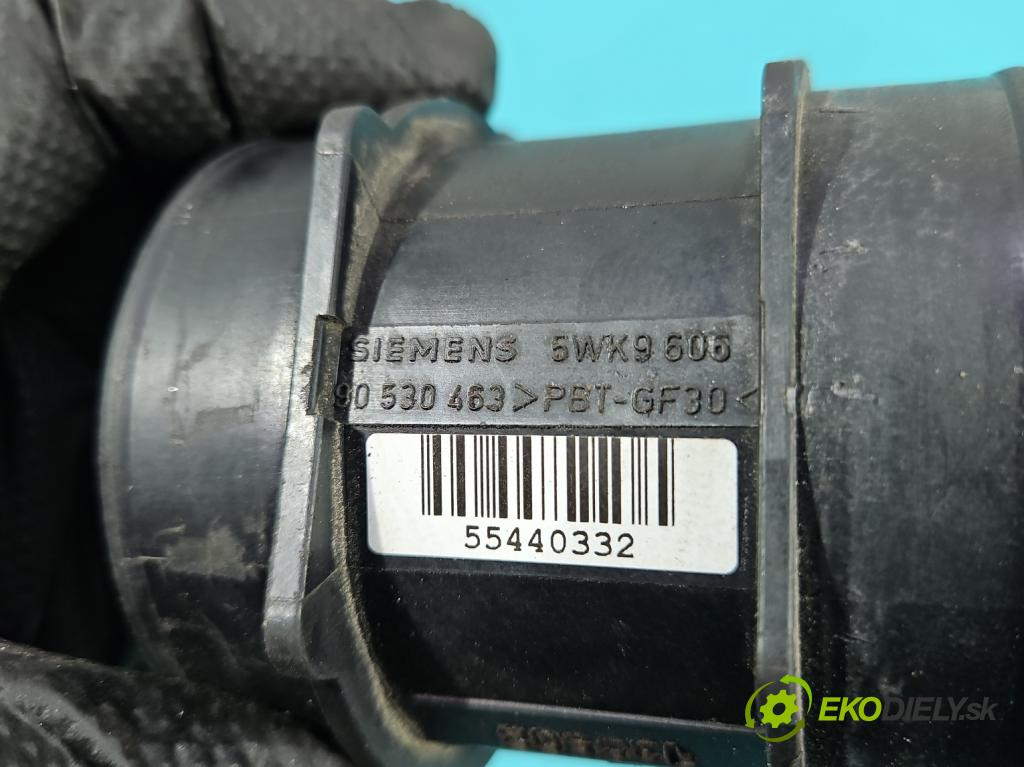 SIEMENS 5WK9 606
90 530 463 >PBT-GF30<
55440332
EKODIELY.sk